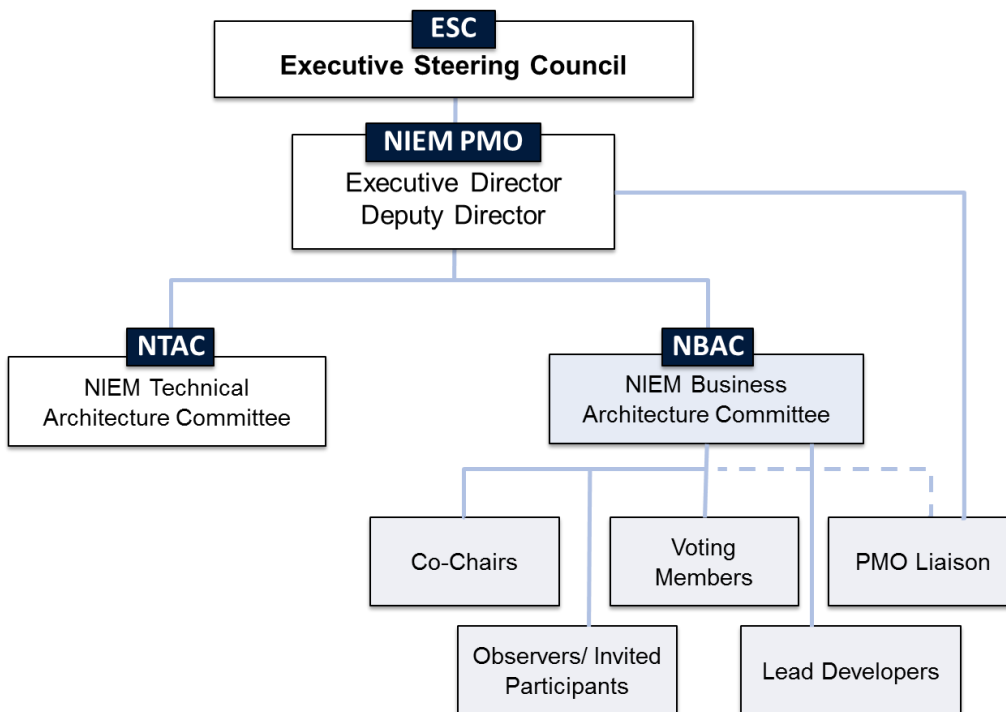 ESC
Executive Steering Council
NIEM PMO
Executive Director
Deputy Director
NTAC
NIEM Technical
Architecture Committee
NBAC
NIEM Business
Architecture Committee
Co-Chairs
Voting
Members
PMO Liaison
Observers/ Invited
Participants
Lead Developers